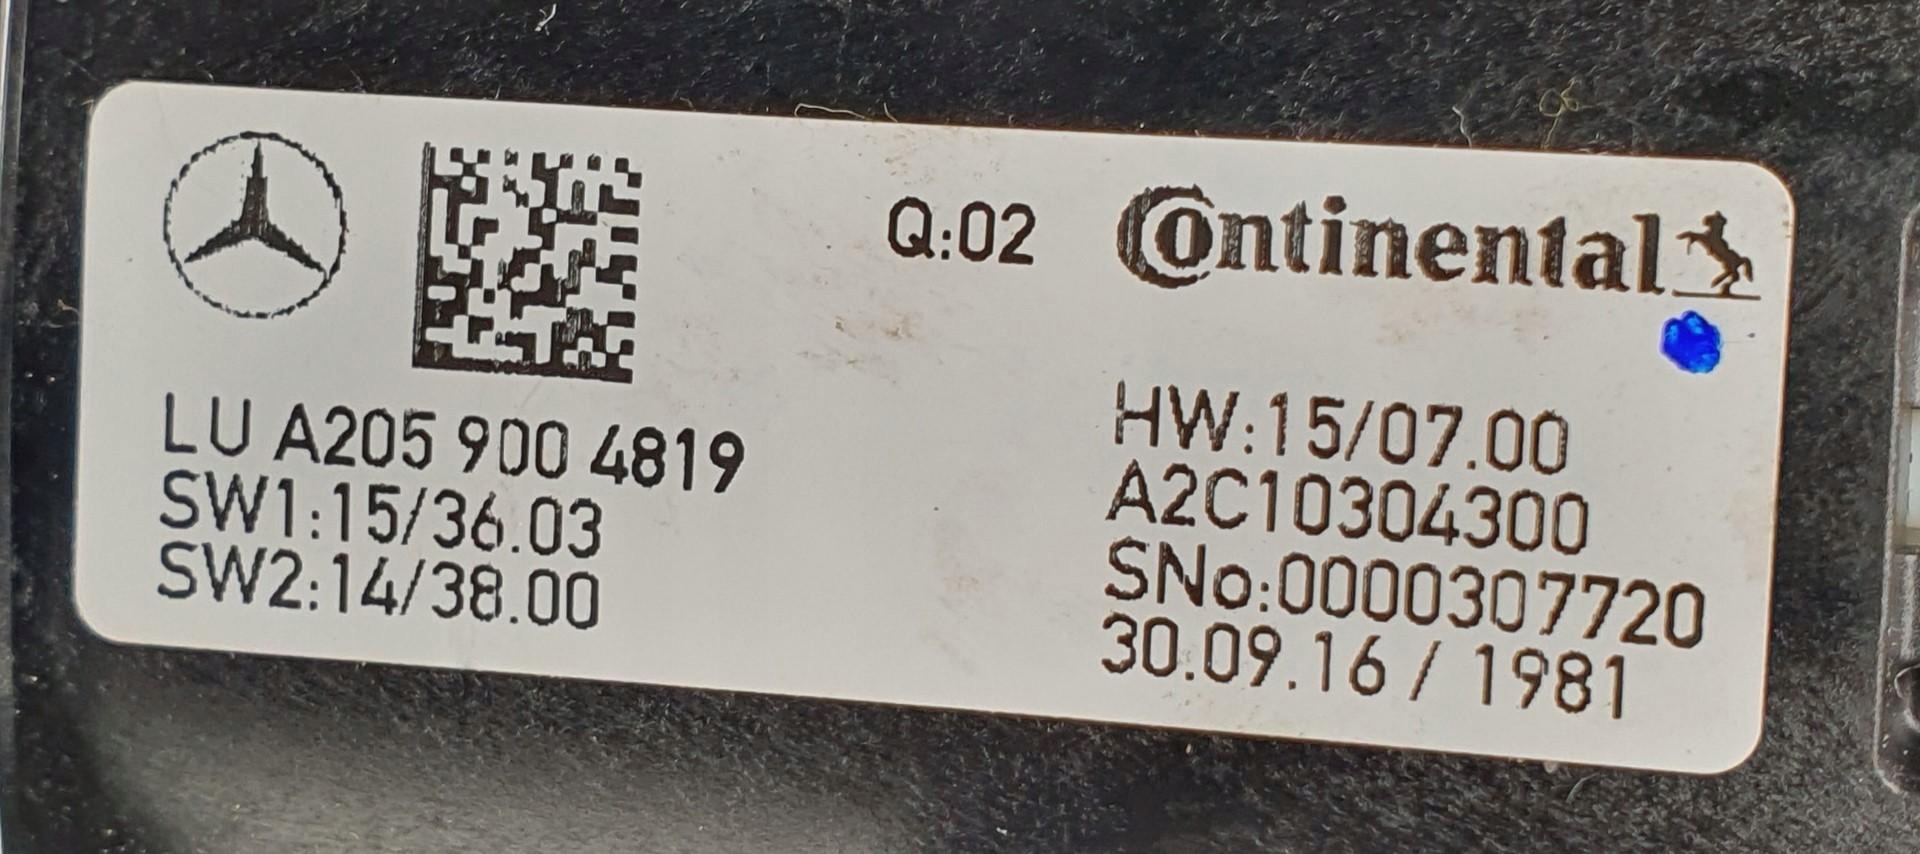 Q:02
Continental
LU A205 900 4819
SW1:15/36.03
SW2:14/38.00
HW:15/07.00
A2C10304300
SNo:0000307720
30.09.16 / 1981